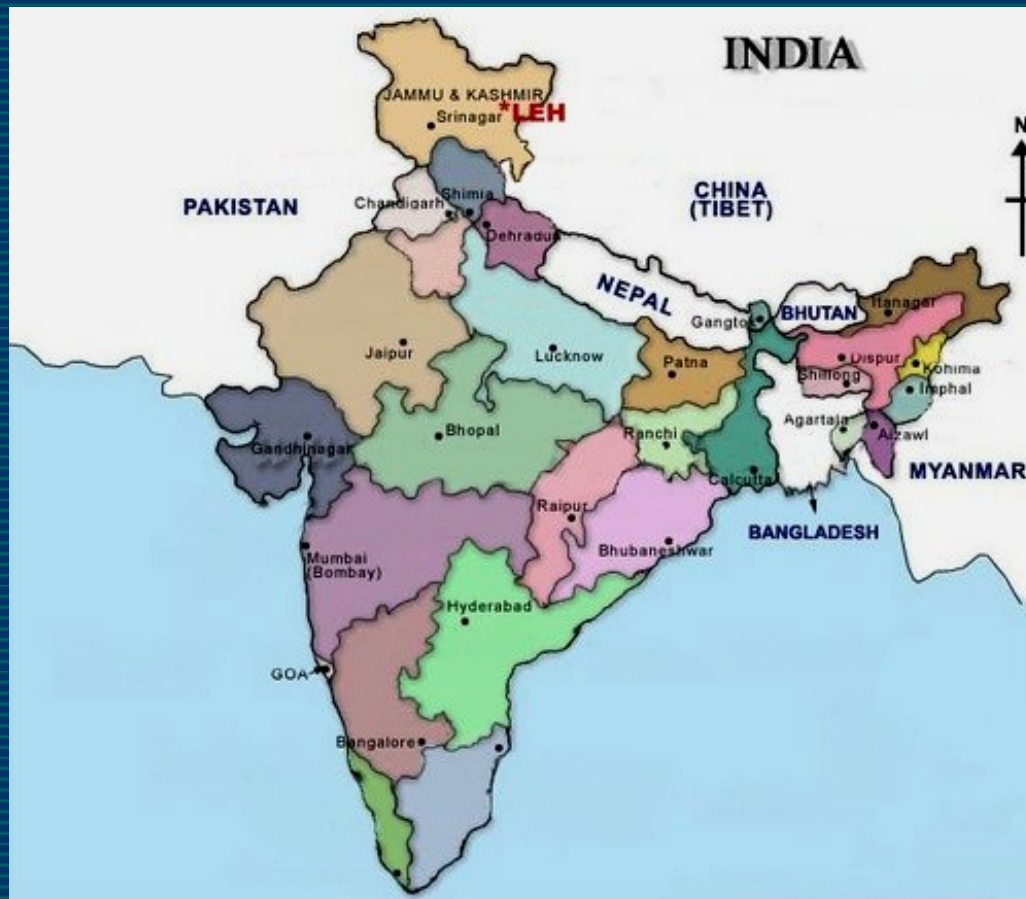 INDIA
JAMMU & KASHMIR
*LEH
Srinagar
N
PAKISTAN
CHINA
(TIBET)
Chandigarh
Shimia
Dehradun
NEPAL
BHUTAN
Itanagar
Gangtok
Jaipur
Lucknow
Patna
Dispur
Shillong
Kohima
Imphal
Agartala
Aizawl
Gandhinagar
Bhopal
Ranchi
Calcutta
MYANMAR
Raipur
BANGLADESH
Mumbai
(Bombay)
Bhubaneshwar
Hyderabad
GOA
Bangalore